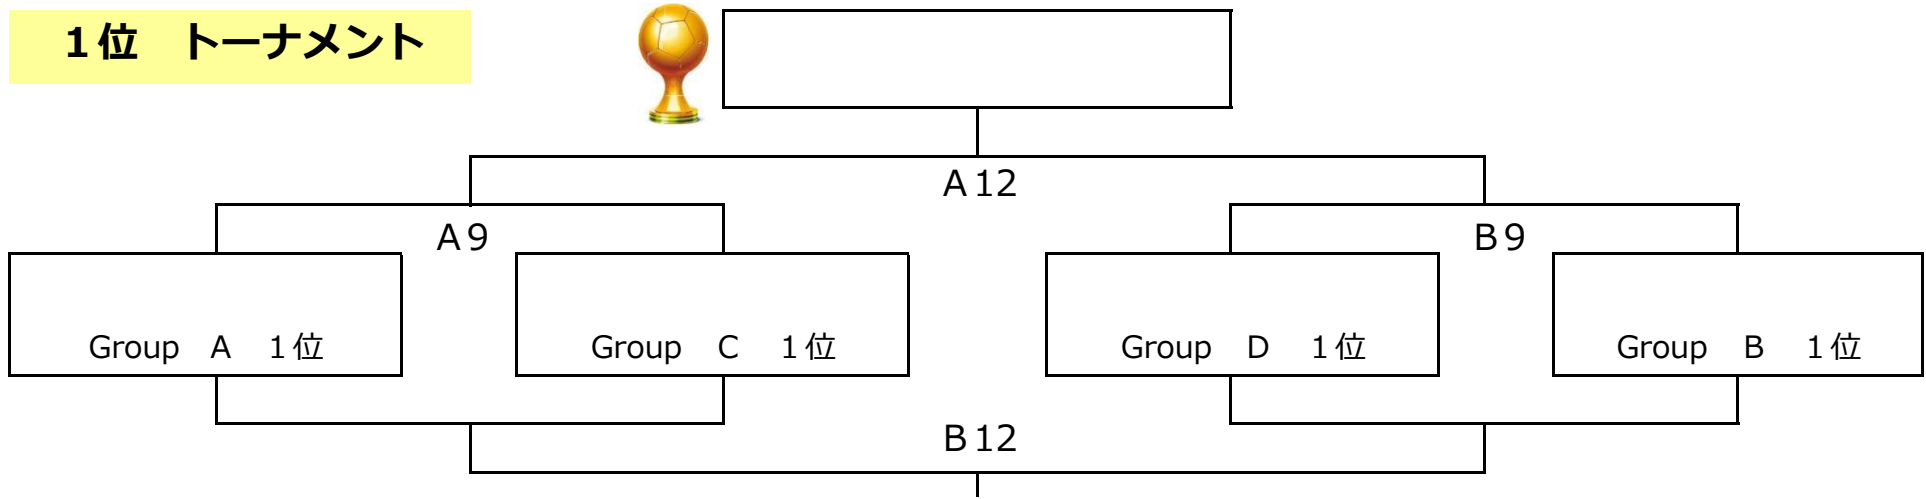 １位　トーナメント
Ａ12
Ａ９
Ｂ９
Group　Ａ　１位
Group　Ｃ　１位
Group　Ｄ　１位
Group　Ｂ　１位
Ｂ12